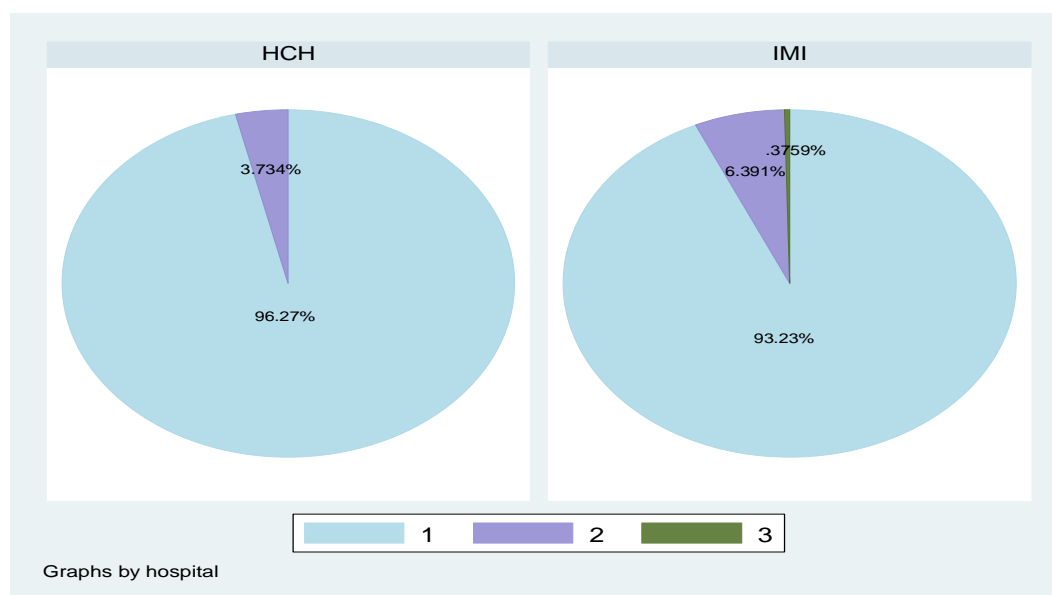 HCH
IMI
3.734%
96.27%
.3759%
6.391%
93.23%
1 2 3
Graphs by hospital